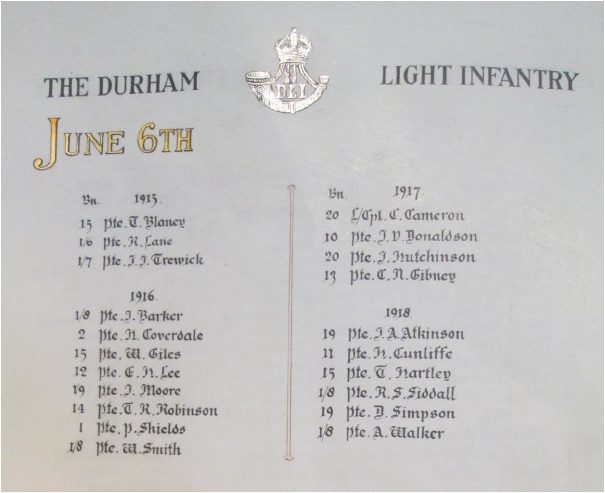 THE DURHAM
DLI
LIGHT INFANTRY
JUNE 6TH
Bn. 1915.
15 Pte. T. Blaney
1/6 Pte. R. Lane
1/7 Pte. J. J. Trewick
1916.
1/8 Pte. J. Barker
2 Pte. H. Coverdale
15 Pte. W. Giles
12 Pte. E. H. Lee
19 Pte. J. Moore
14 Pte. T. R. Robinson
1 Pte. P. Shields
1/8 Pte. W. Smith
Bn. 1917.
20 L/Cpl. C. Cameron
10 Pte. J. V. Donaldson
20 Pte. J. Hutchinson
13 Pte. C. H. Gibney
1918.
19 Pte. J. A. Atkinson
11 Pte. H. Cunliffe
15 Pte. T. Hartley
1/8 Pte. R. S. Siddall
19 Pte. D. Simpson
1/8 Pte. A. Walker